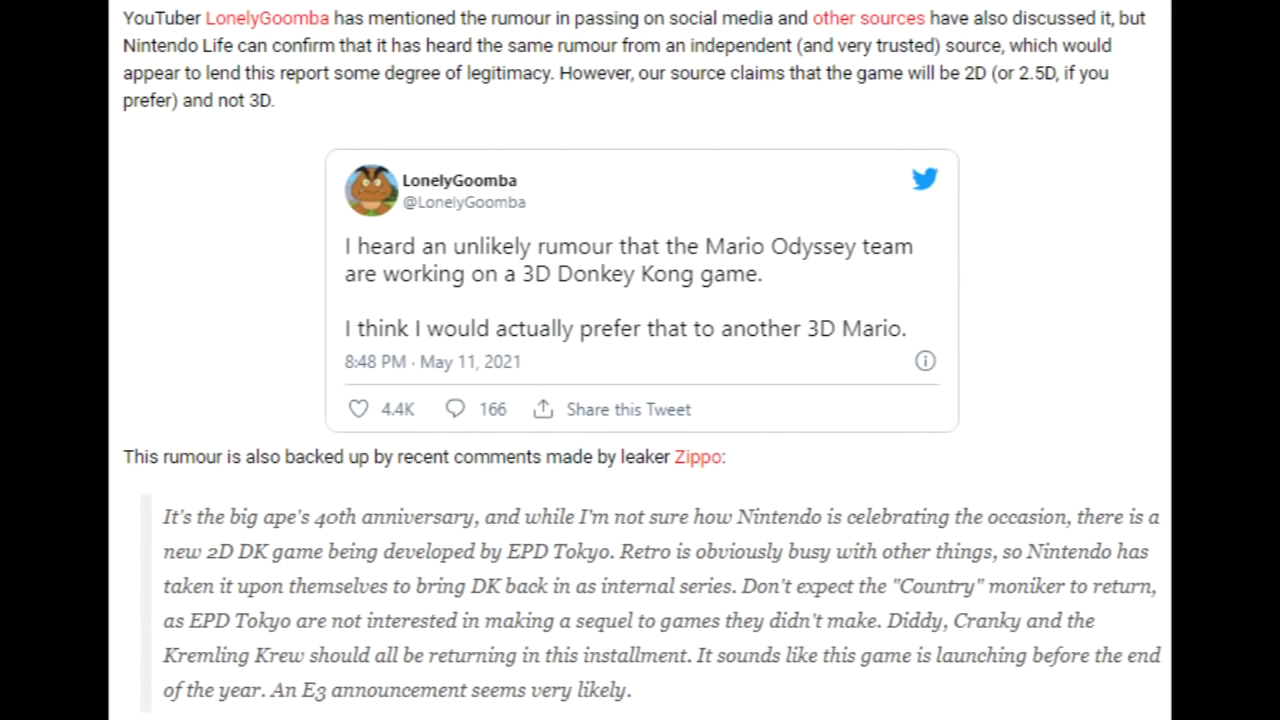 YouTuber LonelyGoomba has mentioned the rumour in passing on social media and other sources have also discussed it, but
Nintendo Life can confirm that it has heard the same rumour from an independent (and very trusted) source, which would
appear to lend this report some degree of legitimacy. However, our source claims that the game will be 2D (or 2.5D, if you
prefer) and not 3D.
LonelyGoomba
@LonelyGoomba
I heard an unlikely rumour that the Mario Odyssey team
are working on a 3D Donkey Kong game.
I think I would actually prefer that to another 3D Mario.
8:48 PM · May 11, 2021
4.4K 166 Share this Tweet
This rumour is also backed up by recent comments made by leaker Zippo:
It's the big ape's 40th anniversary, and while I'm not sure how Nintendo is celebrating the occasion, there is a
new 2D DK game being developed by EPD Tokyo. Retro is obviously busy with other things, so Nintendo has
taken it upon themselves to bring DK back in as internal series. Don't expect the "Country" moniker to return,
as EPD Tokyo are not interested in making a sequel to games they didn't make. Diddy, Cranky and the
Kremling Krew should all be returning in this installment. It sounds like this game is launching before the end
of the year. An E3 announcement seems very likely.